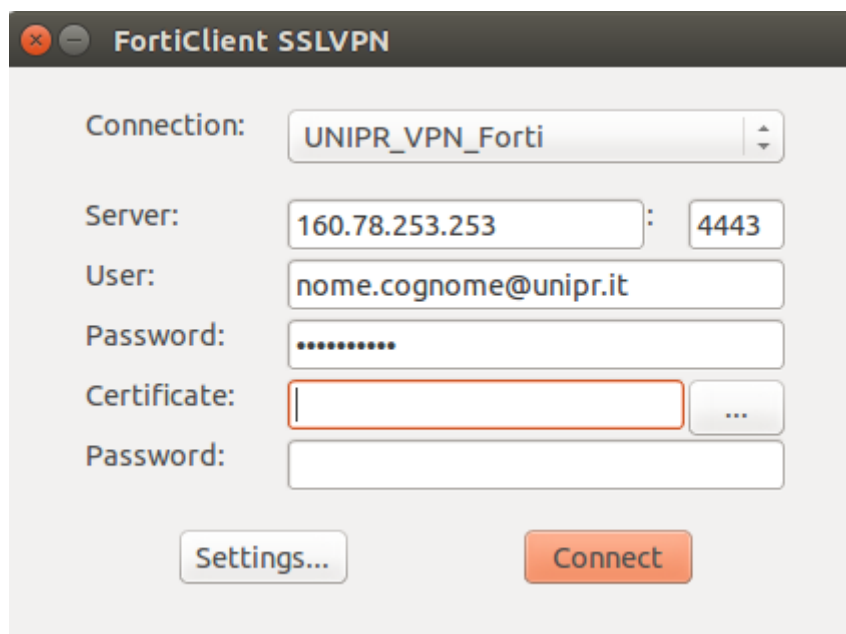 FortiClient SSLVPN
Connection: UNIPR_VPN_Forti
Server: 160.78.253.253 : 4443
User: nome.cognome@unipr.it
Password: ••••••••••
Certificate: ...
Password:
Settings... Connect